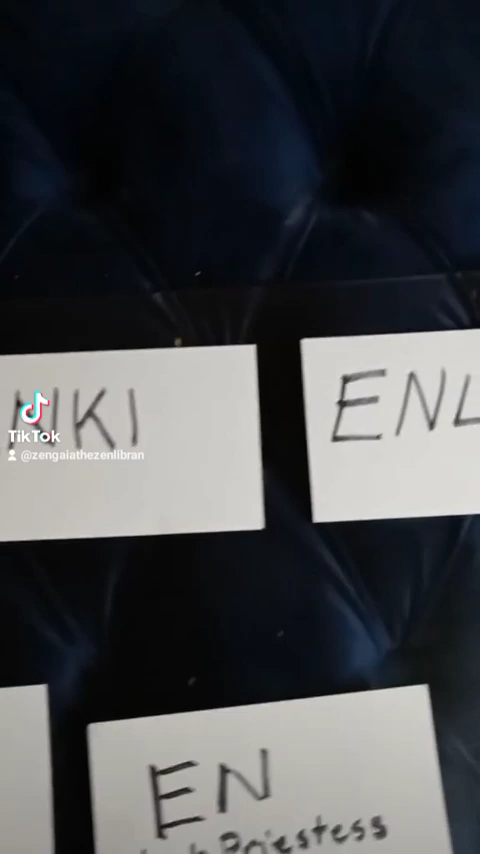 NKI
ENL
TikTok
@zengaiathezenlibran
EN
Priestess